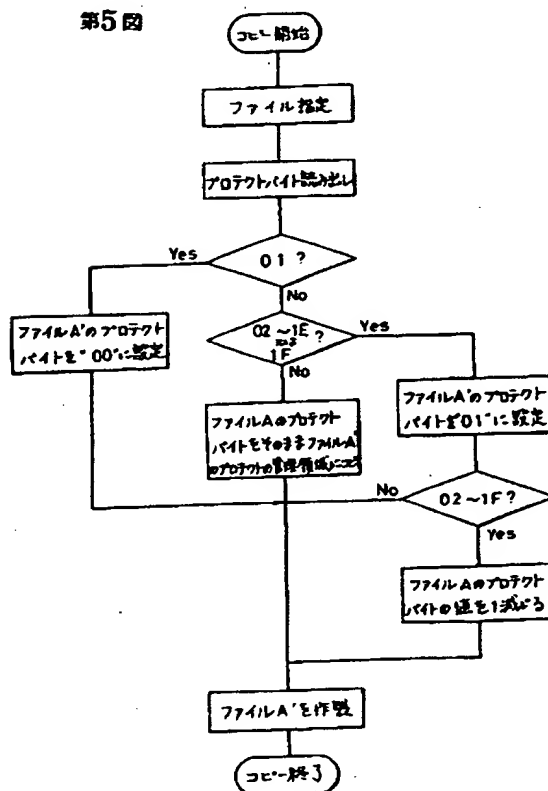 第5図
コピー開始
ファイル指定
プロテクトバイト読み出し
Yes
01?
No
ファイルA'のプロテクト
バイトを"00"に設定
02~1E
1F
?
Yes
No
ファイルA'のプロテクト
バイトを"01"に設定
ファイルAのプロテクト
バイトをそのままファイルA'
のプロテクトの管理領域にコピー
No
02~1F?
Yes
ファイルAのプロテクト
バイトの値を1減じる
ファイルA'を作製
コピー終了